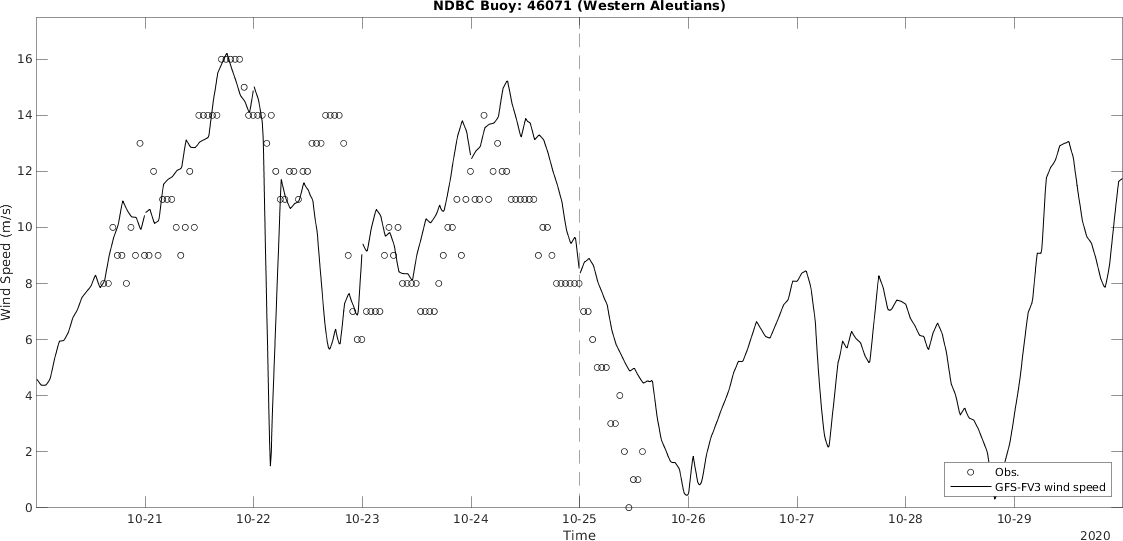 NDBC Buoy: 46071 (Western Aleutians)
16
14
12
10
8
6
4
2
0
Wind Speed (m/s)
Obs.
GFS-FV3 wind speed
10-21 10-22 10-23 10-24 10-25 10-26 10-27 10-28 10-29
Time
2020